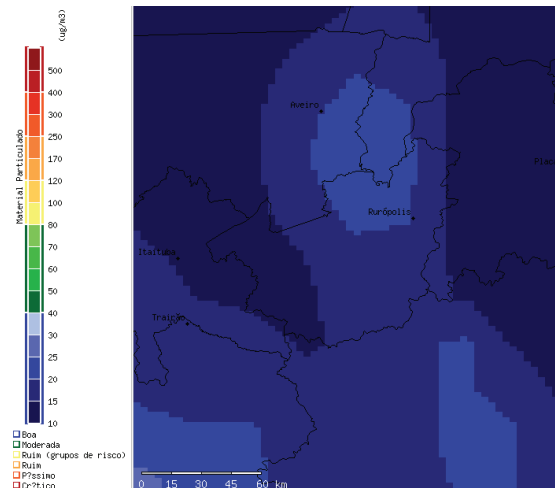 (ug/m3)
Material Particulado
500
400
300
250
170
120
100
80
70
60
50
40
30
25
20
15
10
Boa
Moderada
Ruim (grupos de risco)
Ruim
P?ssimo
Cr?tico
Aveiro
Rurõpolis
Itaituba
Traição
0 15 30 45 60 km